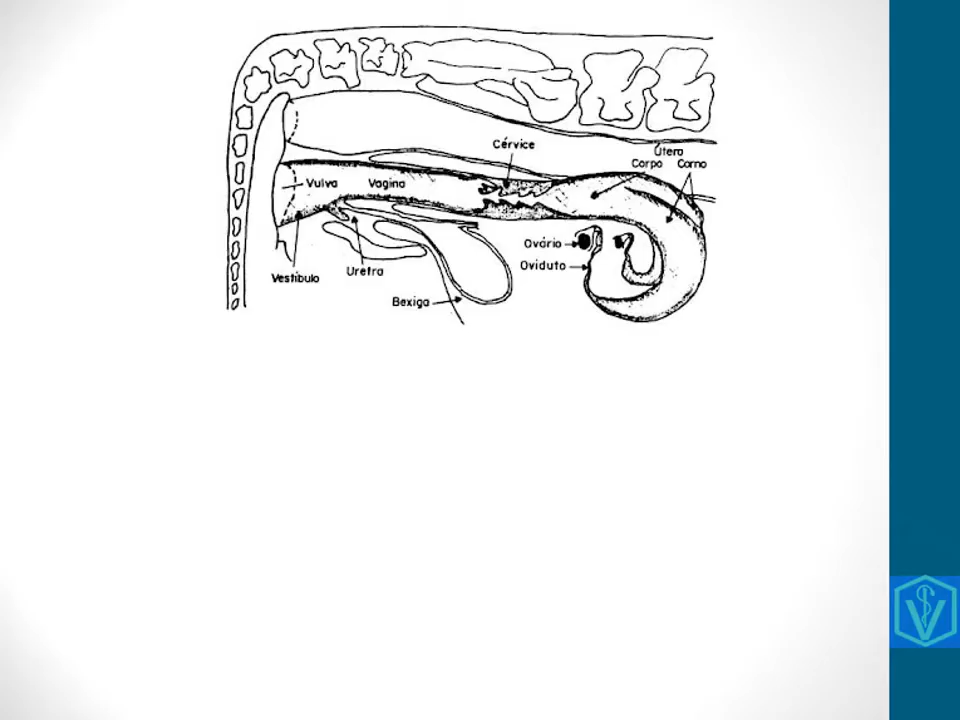 Cérvice
Útero
Corpo Corno
Vulva
Vagina
Ovário
Oviduto
Vestíbulo
Uretra
Bexiga